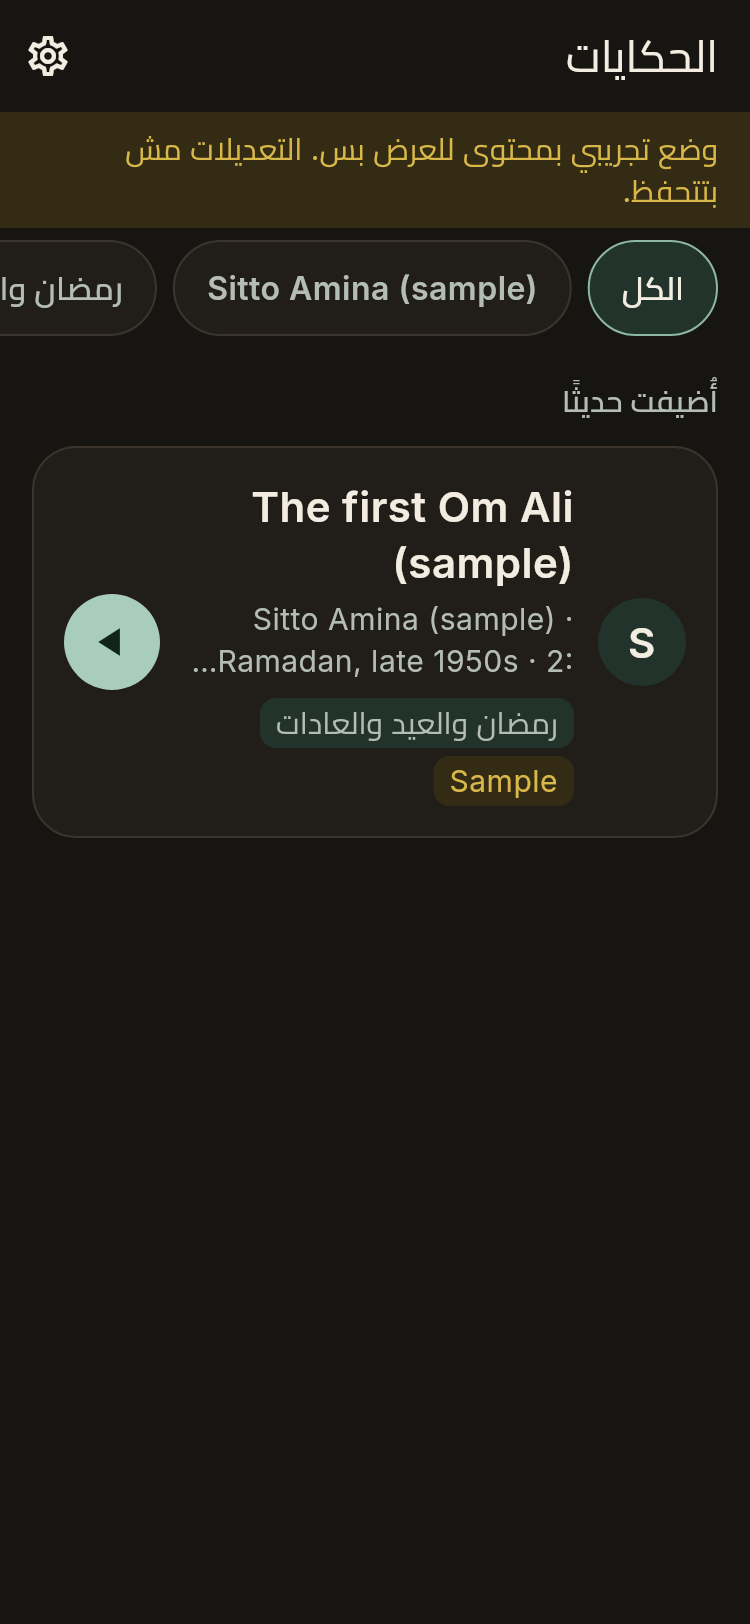 الحكايات
وضع تجريبي بمحتوى للعرض بس. التعديلات مش
بتتحفظ.
الكل
Sitto Amina (sample)
رمضان وا
أُضيفت حديثًا
The first Om Ali
(sample)
S
Sitto Amina (sample) ·
Ramadan, late 1950s · 2:…
رمضان والعيد والعادات
Sample